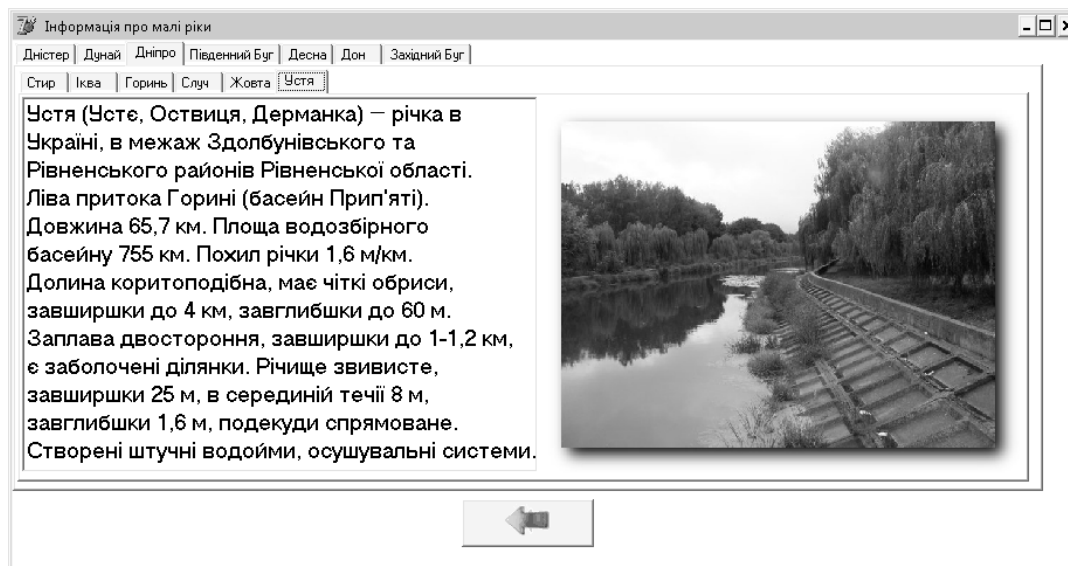 Інформація про малі ріки
Дністер Дунай Дніпро Південний Буг Десна Дон Західний Буг
Стир Іква Горинь Случ Жовта Устя
Устя (Устє, Оствиця, Дерманка) – річка в
Україні, в межаж Здолбунівського та
Рівненського районів Рівненської області.
Ліва притока Горині (басейн Прип'яті).
Довжина 65,7 км. Площа водозбірного
басейну 755 км. Похил річки 1,6 м/км.
Долина коритоподібна, має чіткі обриси,
завширшки до 4 км, завглибшки до 60 м.
Заплава двостороння, завширшки до 1-1,2 км,
є заболочені ділянки. Річище звивисте,
завширшки 25 м, в серединій течії 8 м,
завглибшки 1,6 м, подекуди спрямоване.
Створені штучні водойми, осушувальні системи.